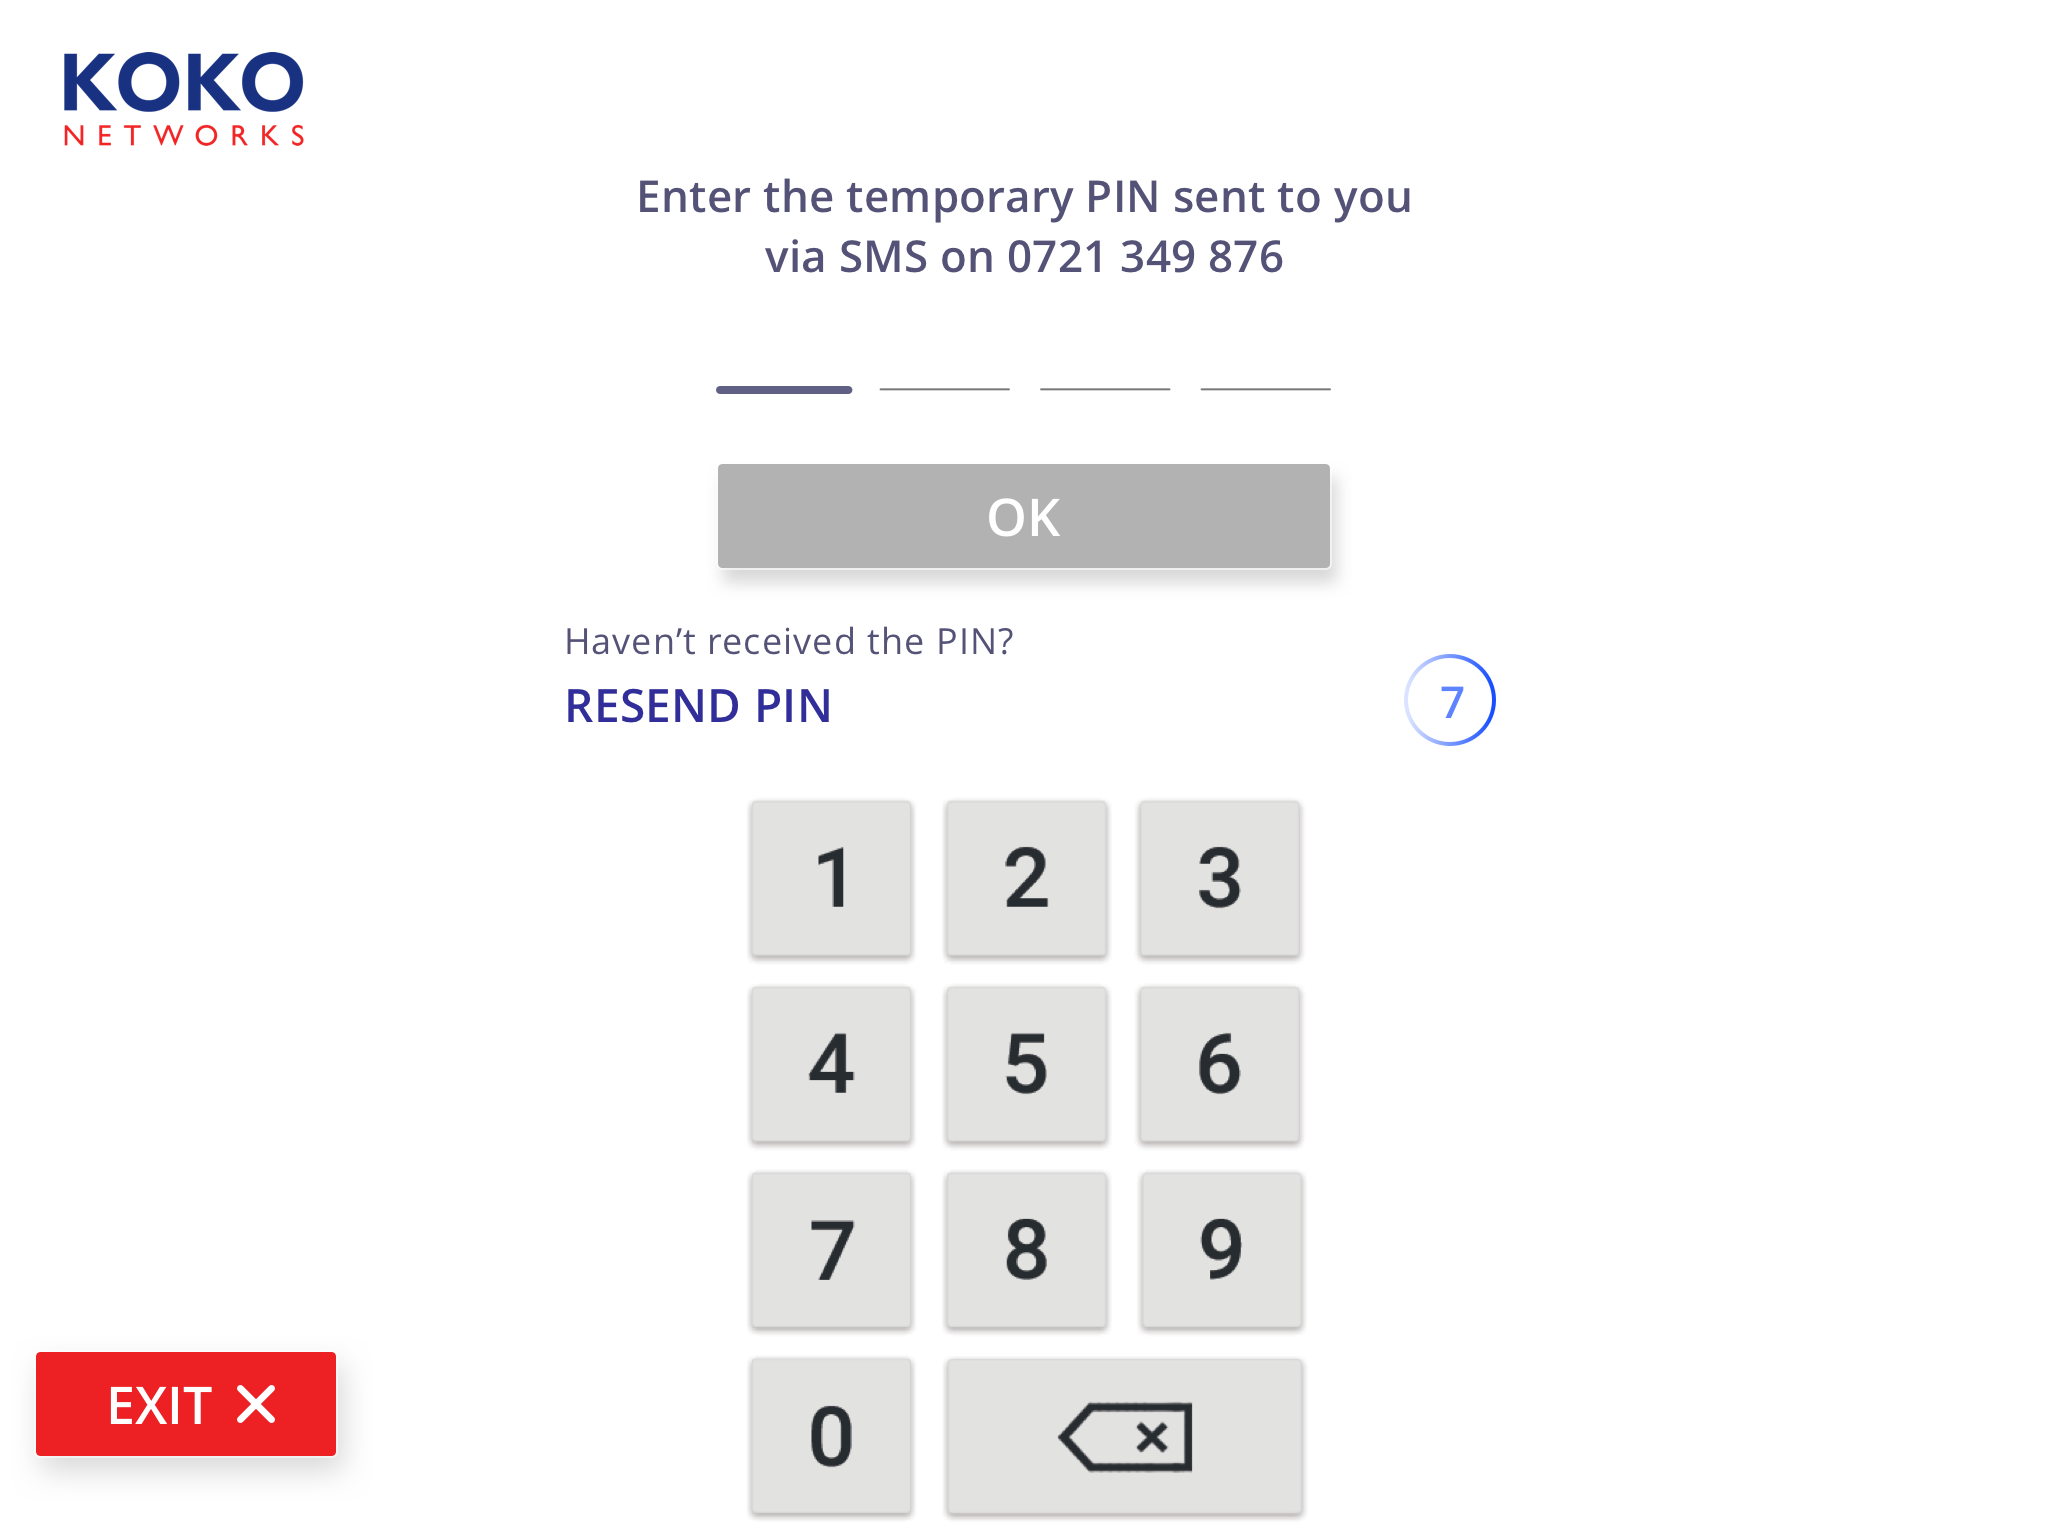 KOKO
NETWORKS
Enter the temporary PIN sent to you
via SMS on 0721 349 876
OK
Haven’t received the PIN?
RESEND PIN
7
1 2 3
4 5 6
7 8 9
EXIT
0